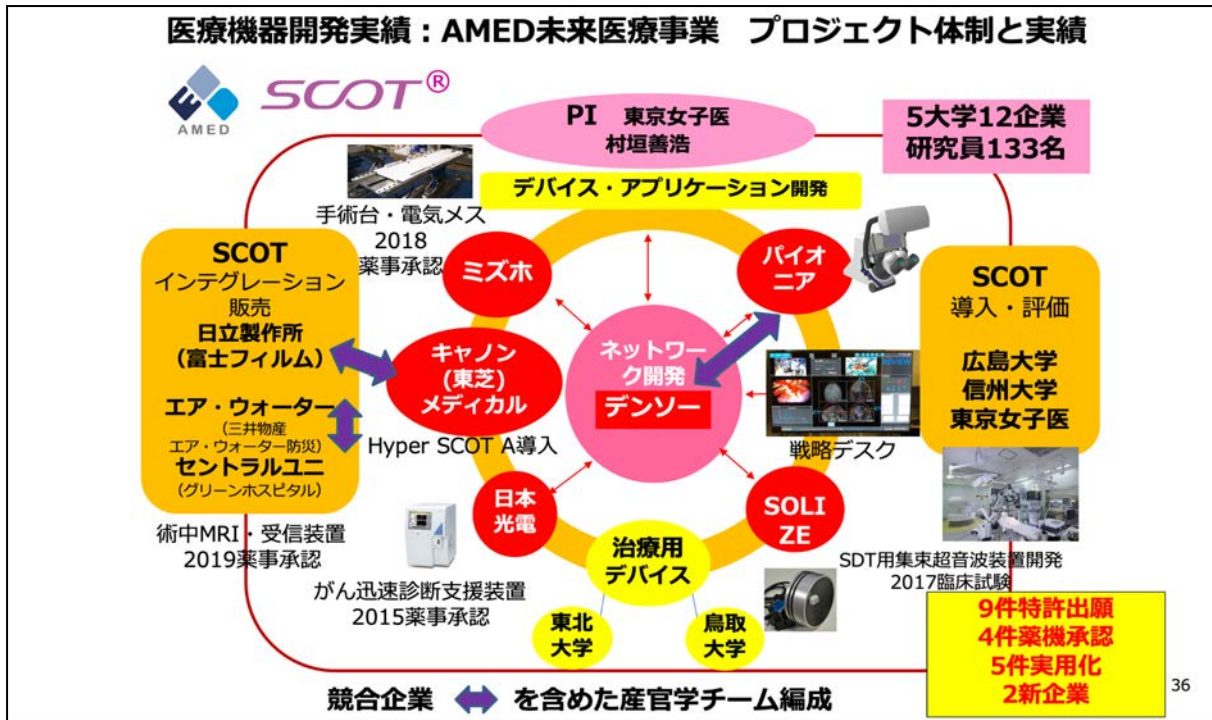 医療機器開発実績：AMED未来医療事業　プロジェクト体制と実績
AMED
SCOT®
PI　東京女子医
村垣善浩
5大学12企業
研究員133名
デバイス・アプリケーション開発
手術台・電気メス
2018
薬事承認
ミズホ
パイオ
ニア
SCOT
インテグレーション
販売
日立製作所
（富士フィルム）
エア・ウォーター
（三井物産
エア・ウォーター防災）
セントラルユニ
（グリーンホスピタル）
キャノン
(東芝)
メディカル
ネットワー
ク開発
デンソー
SCOT
導入・評価
広島大学
信州大学
東京女子医
戦略デスク
Hyper SCOT A導入
日本
光電
SOLI
ZE
術中MRI・受信装置
2019薬事承認
がん迅速診断支援装置
2015薬事承認
治療用
デバイス
SDT用集束超音波装置開発
2017臨床試験
東北
大学
鳥取
大学
9件特許出願
4件薬機承認
5件実用化
2新企業
競合企業　を含めた産官学チーム編成
36